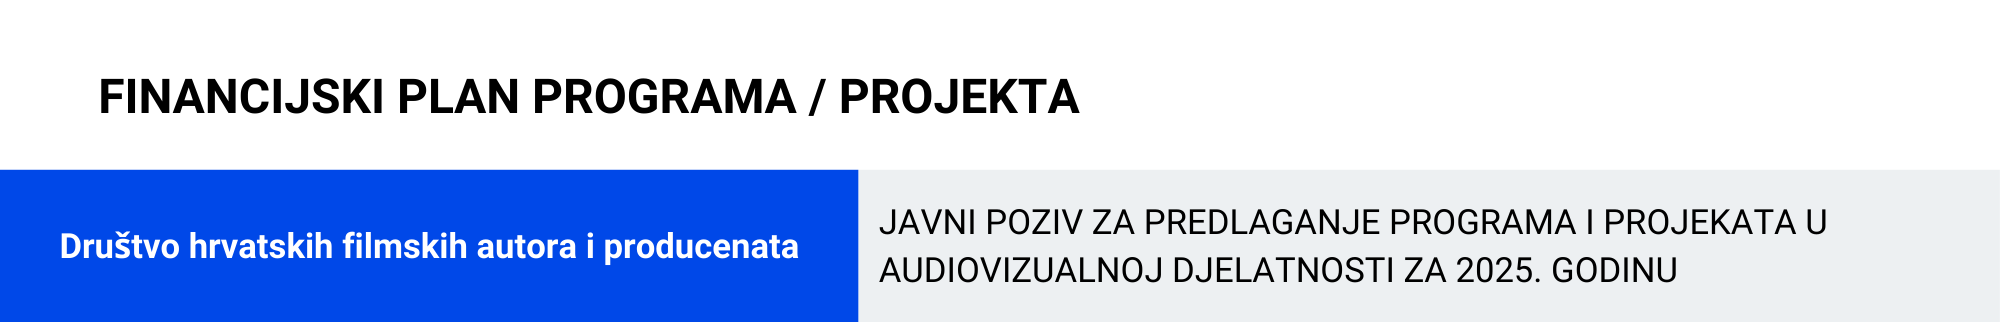 FINANCIJSKI PLAN PROGRAMA / PROJEKTA
Društvo hrvatskih filmskih autora i producenata
JAVNI POZIV ZA PREDLAGANJE PROGRAMA I PROJEKATA U
AUDIOVIZUALNOJ DJELATNOSTI ZA 2025. GODINU